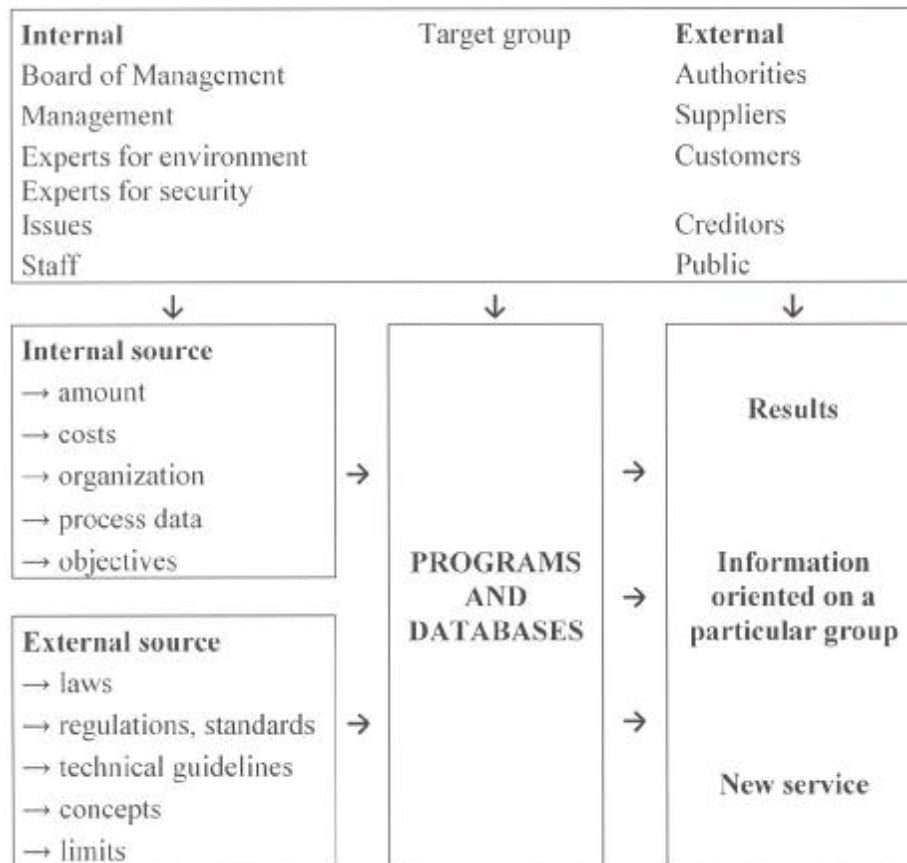 Internal
Target group
External
Board of Management
Authorities
Management
Suppliers
Experts for environment
Customers
Experts for security
Issues
Creditors
Staff
Public
↓ ↓ ↓
Internal source
→ amount
→ costs
→ organization
→ process data
→ objectives
→
External source
→ laws
→ regulations, standards
→ technical guidelines
→ concepts
→ limits
→
PROGRAMS
AND
DATABASES
→
→
→
Results
Information
oriented on a
particular group
New service